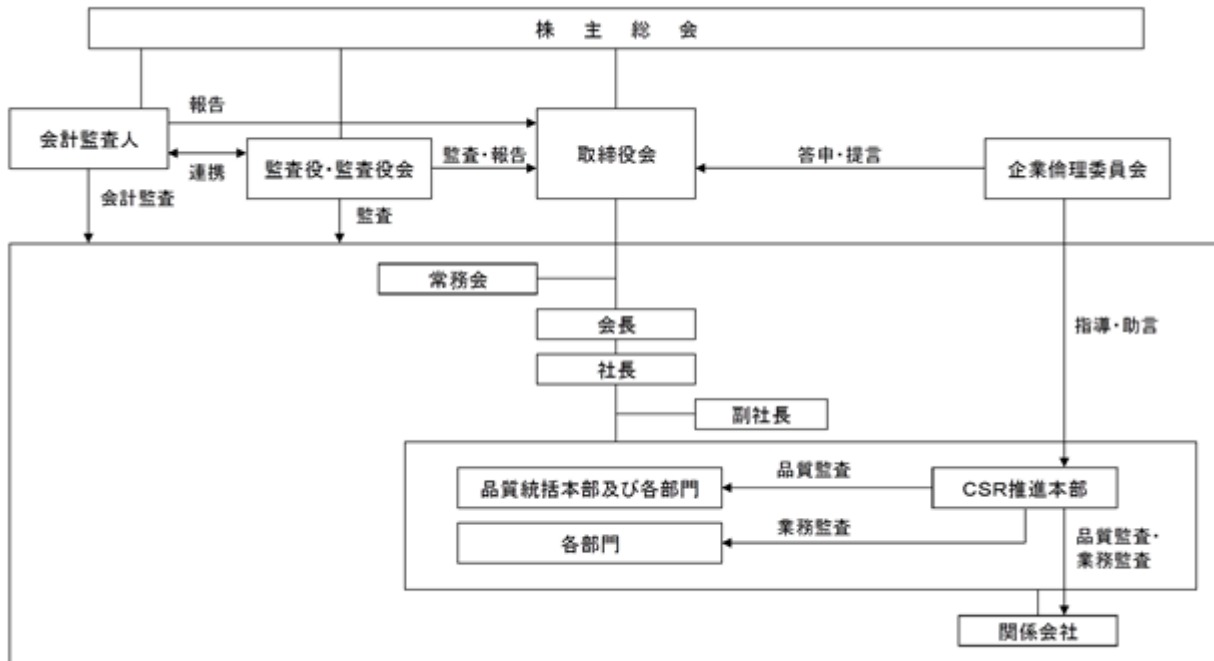 株主総会
報告
会計監査人
取締役会
連携
監査役・監査役会
監査・報告
答申・提言
企業倫理委員会
会計監査
監査
常務会
会長
指導・助言
社長
副社長
品質監査
品質統括本部及び各部門
CSR推進本部
業務監査
各部門
品質監査・
業務監査
関係会社